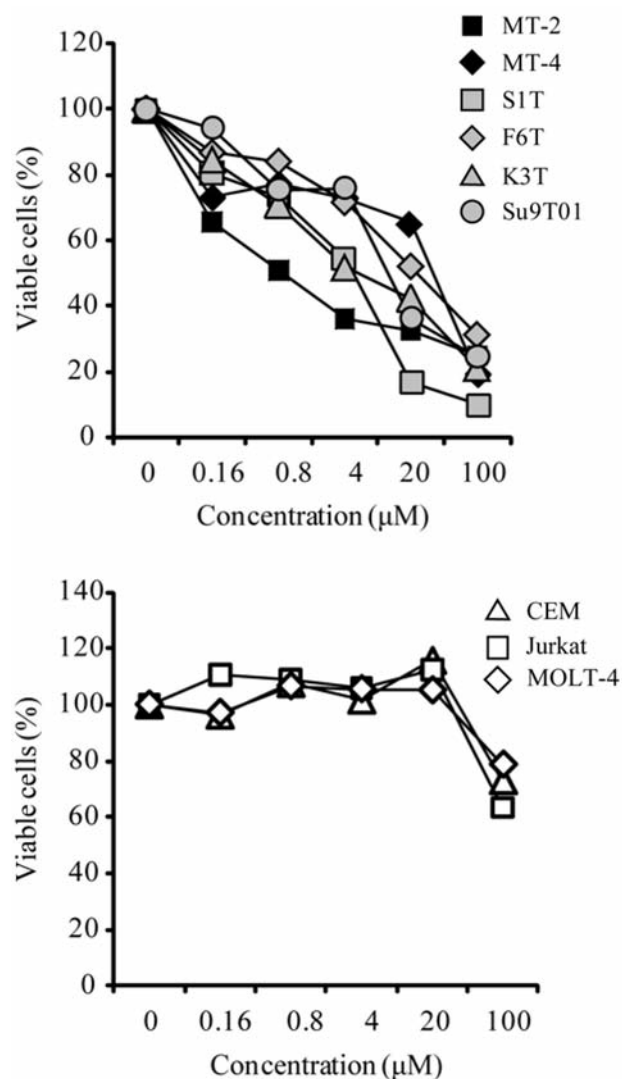 120
100
80
60
40
20
0
Viable cells (%)
0 0.16 0.8 4 20 100
Concentration (μM)
MT-2
MT-4
S1T
F6T
K3T
Su9T01
140
120
100
80
60
40
20
0
Viable cells (%)
0 0.16 0.8 4 20 100
Concentration (μM)
CEM
Jurkat
MOLT-4